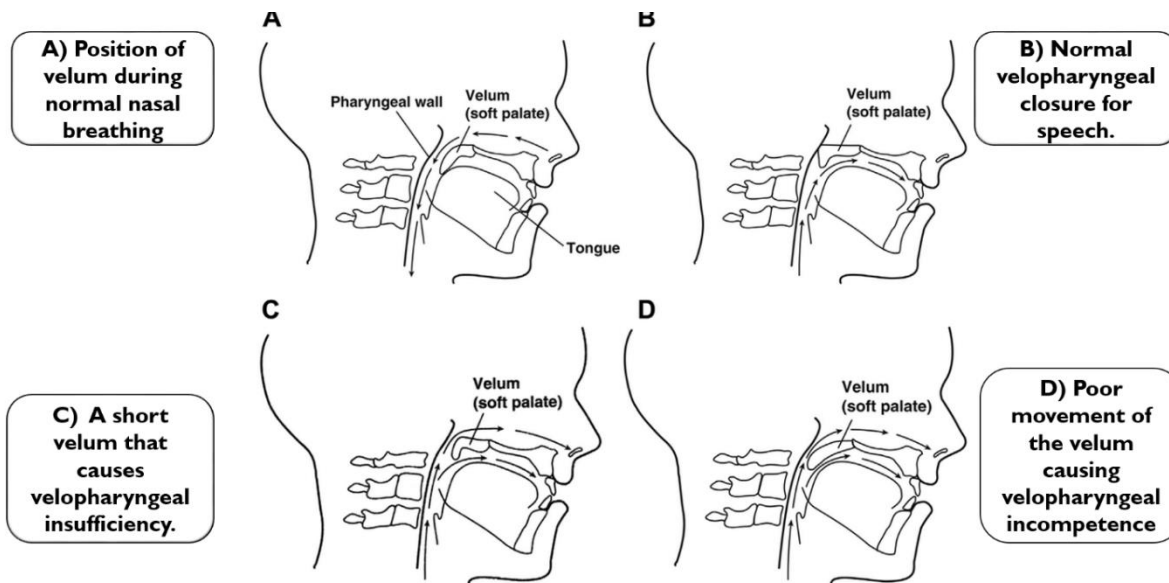 A
A) Position of
velum during
normal nasal
breathing
Pharyngeal wall
Velum
(soft palate)
Tongue
B
Velum
(soft palate)
B) Normal
velopharyngeal
closure for
speech.
C
C) A short
velum that
causes
velopharyngeal
insufficiency.
Velum
(soft palate)
D
Velum
(soft palate)
D) Poor
movement of
the velum
causing
velopharyngeal
incompetence